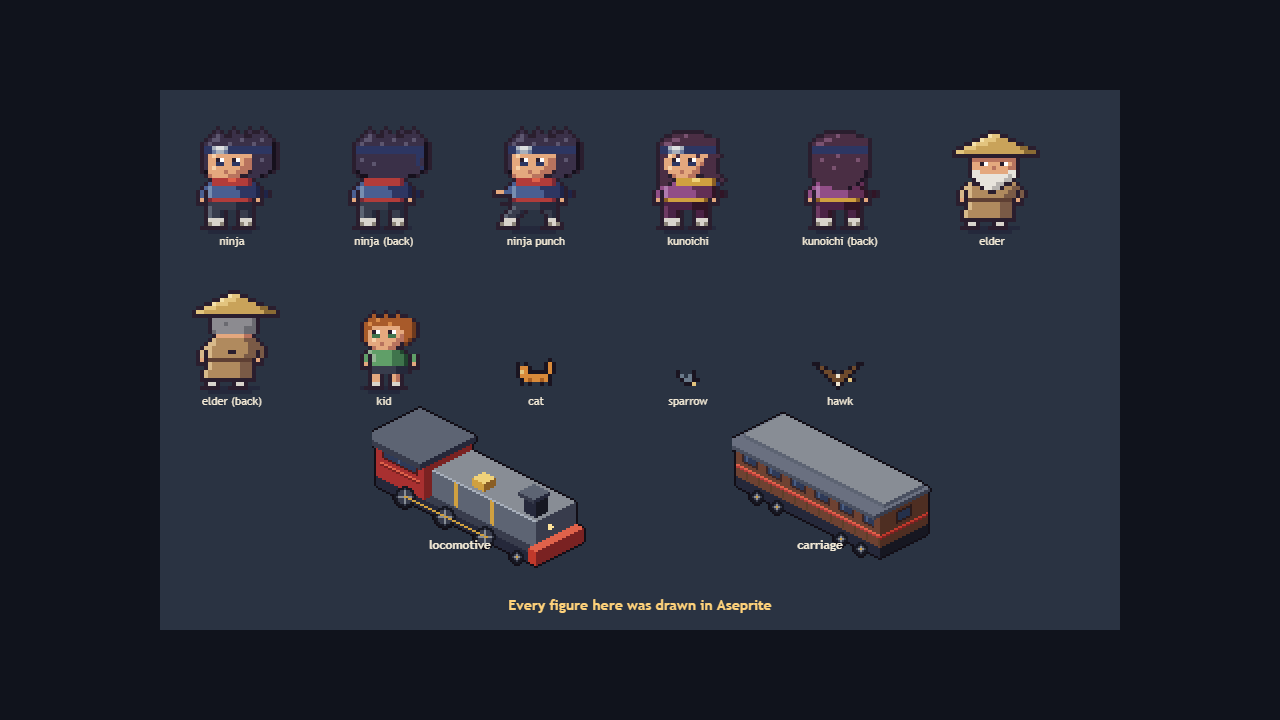 ninja
ninja (back)
ninja punch
kunoichi
kunoichi (back)
elder
elder (back)
kid
cat
sparrow
hawk
locomotive
carriage
Every figure here was drawn in Aseprite